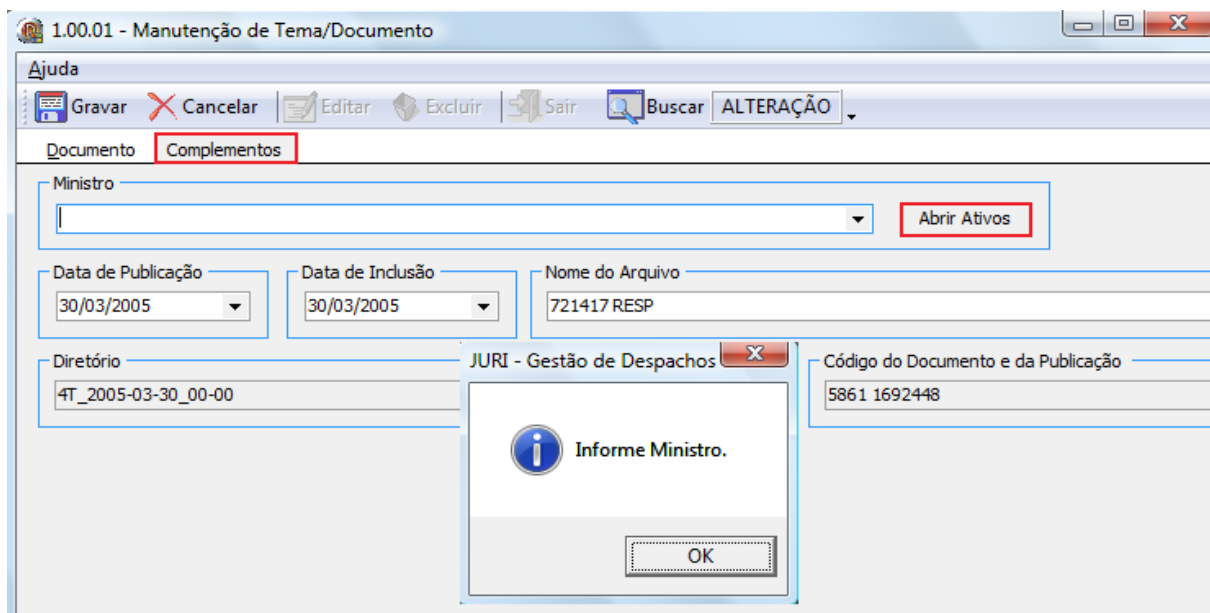 1.00.01 - Manutenção de Tema/Documento
Ajuda
Gravar Cancelar Editar Excluir Sair Buscar ALTERAÇÃO
Documento Complementos
Ministro
Abrir Ativos
Data de Publicação Data de Inclusão Nome do Arquivo
30/03/2005 30/03/2005 721417 RESP
Diretório JURI - Gestão de Despachos Código do Documento e da Publicação
4T_2005-03-30_00-00 5861 1692448
Informe Ministro.
OK